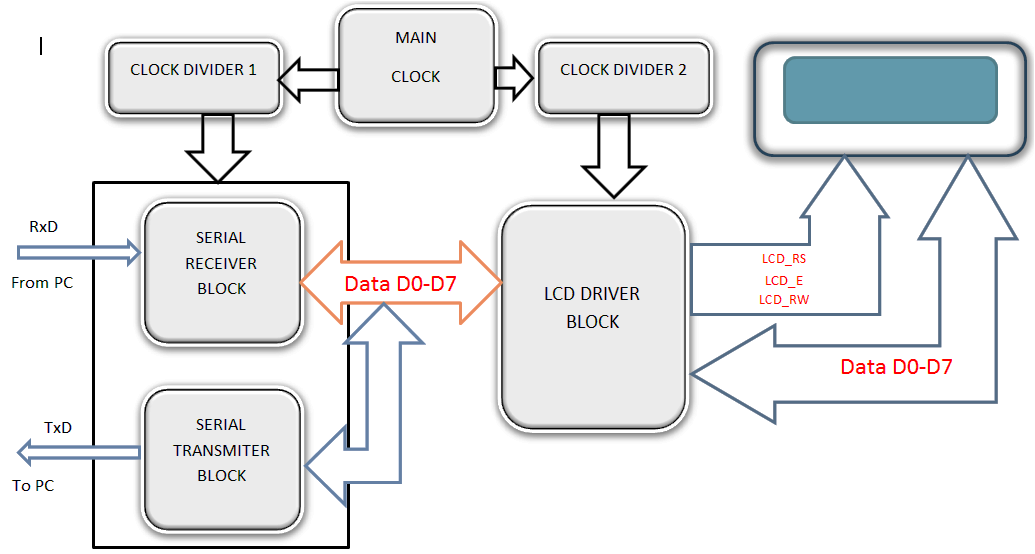 MAIN
CLOCK
CLOCK DIVIDER 1
CLOCK DIVIDER 2
RxD
From PC
SERIAL
RECEIVER
BLOCK
Data D0-D7
LCD DRIVER
BLOCK
LCD_RS
LCD_E
LCD_RW
Data D0-D7
TxD
To PC
SERIAL
TRANSMITER
BLOCK